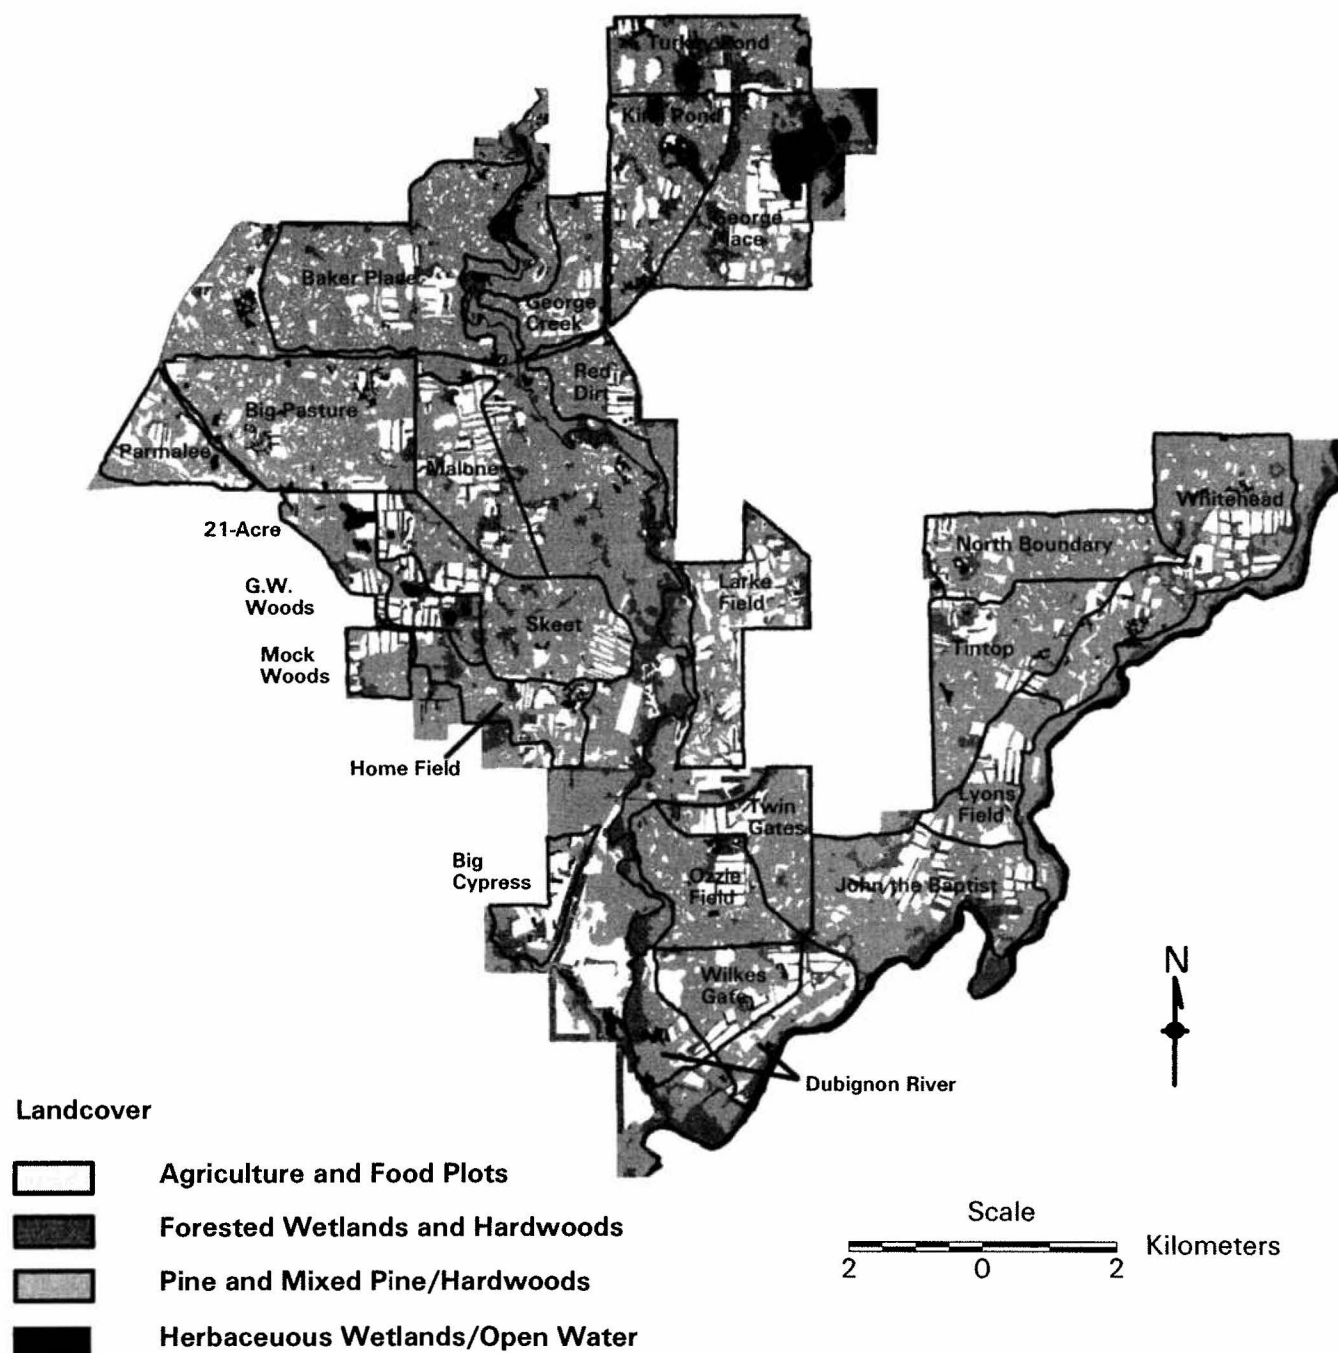 Turkey Pond
King Pond
George
Place
Baker Place
George
Creek
Red
Dirt
Big Pasture
Parmalee
Malone
Whitehead
21-Acre
North Boundary
Larke
Field
G.W.
Woods
Skeet
Tintop
Mock
Woods
Home Field
Lyons
Field
Twin
Gates
Big
Cypress
Ozzie
Field
John the Baptist
Wilkes
Gate
N
Dubignon River
Landcover
Agriculture and Food Plots
Forested Wetlands and Hardwoods
Pine and Mixed Pine/Hardwoods
Herbaceuous Wetlands/Open Water
Scale
Kilometers
2 0 2